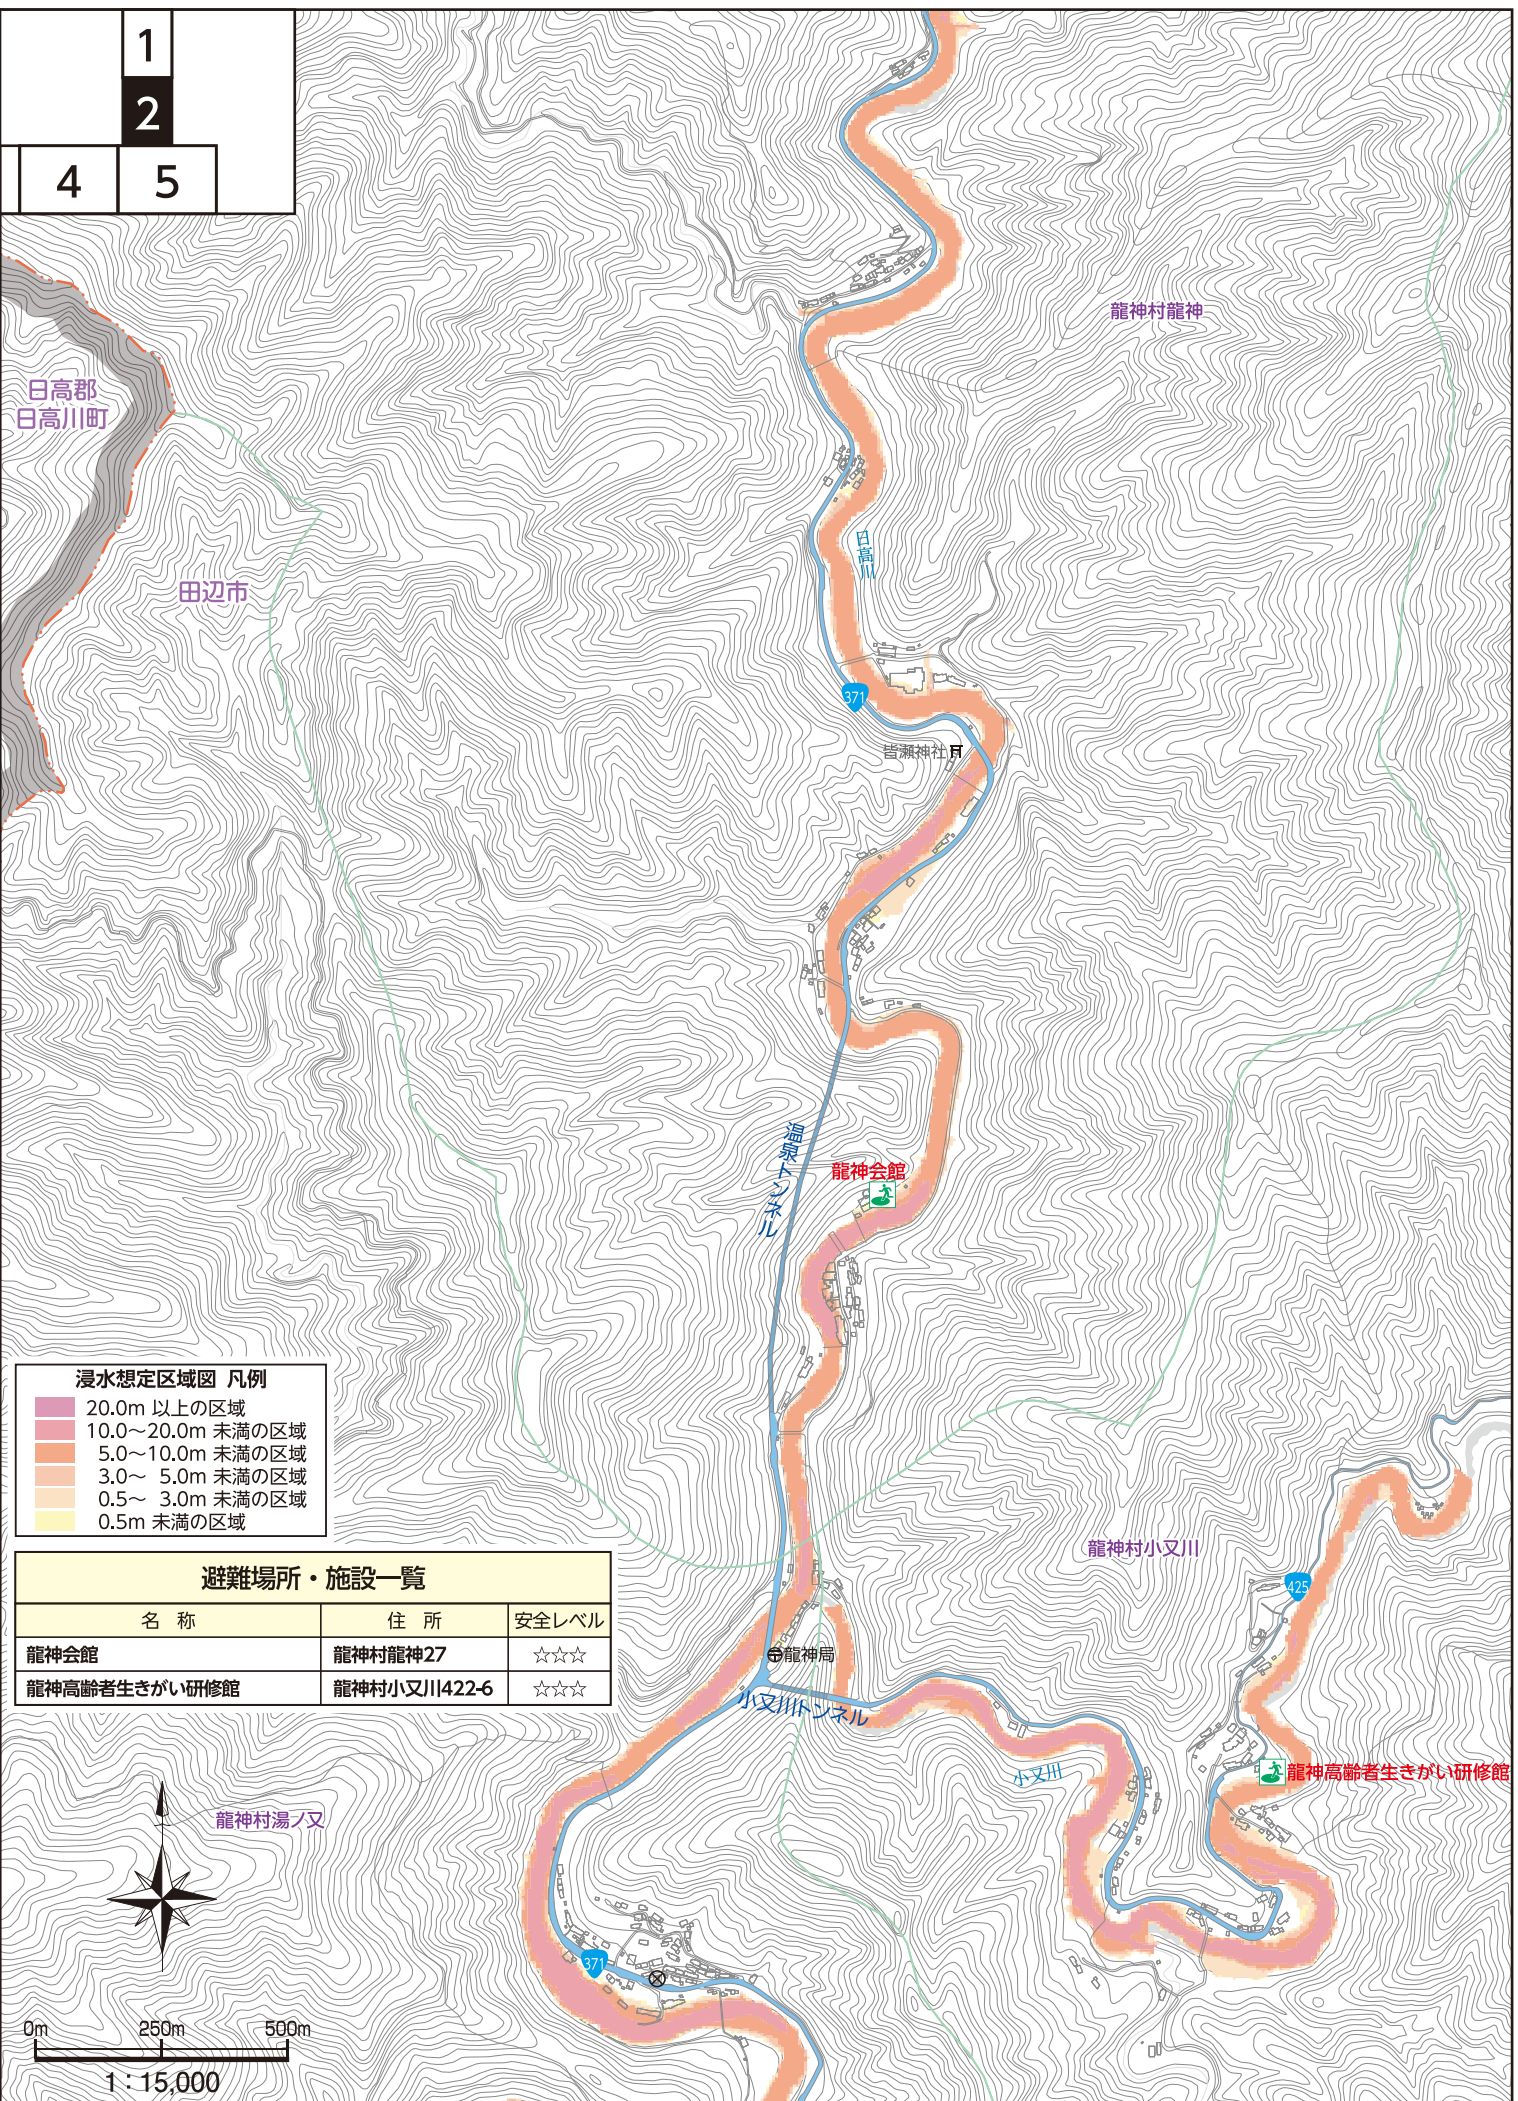 1
2
4
5
龍神村龍神
日高郡
日高川町
田辺市
日高川
371
皆瀬神社
温泉トンネル
龍神会館
浸水想定区域図 凡例
20.0m 以上の区域
10.0～20.0m 未満の区域
5.0～10.0m 未満の区域
3.0～ 5.0m 未満の区域
0.5～ 3.0m 未満の区域
0.5m 未満の区域
龍神村小又川
425
避難場所・施設一覧
名 称 住 所 安全レベル
龍神会館 龍神村龍神27 ☆☆☆
龍神高齢者生きがい研修館 龍神村小又川422-6 ☆☆☆
龍神局
小又川トンネル
小又川
龍神高齢者生きがい研修館
龍神村湯ノ又
371
0m 250m 500m
1：15,000